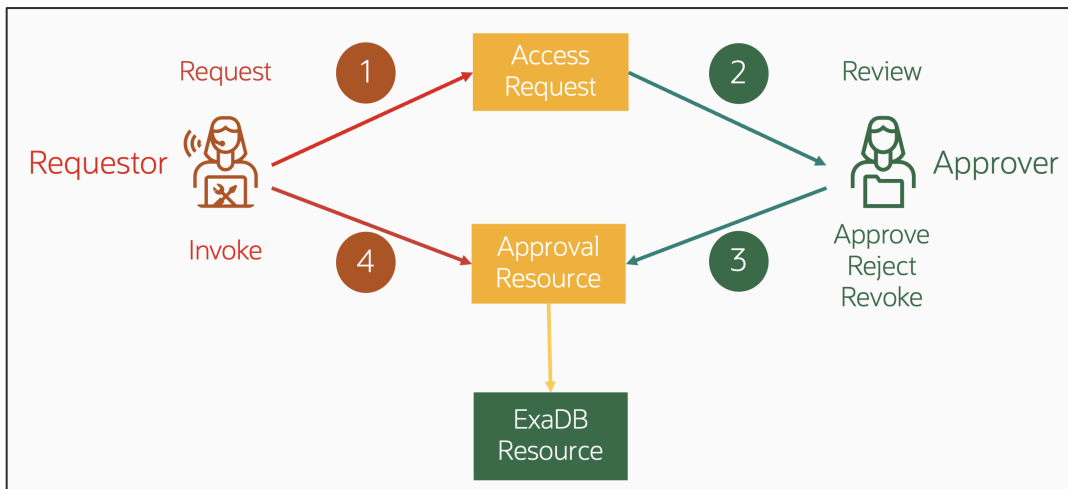 Request
1
Access
Request
2
Review
Requestor
Approver
Invoke
4
Approval
Resource
3
Approve
Reject
Revoke
ExaDB
Resource